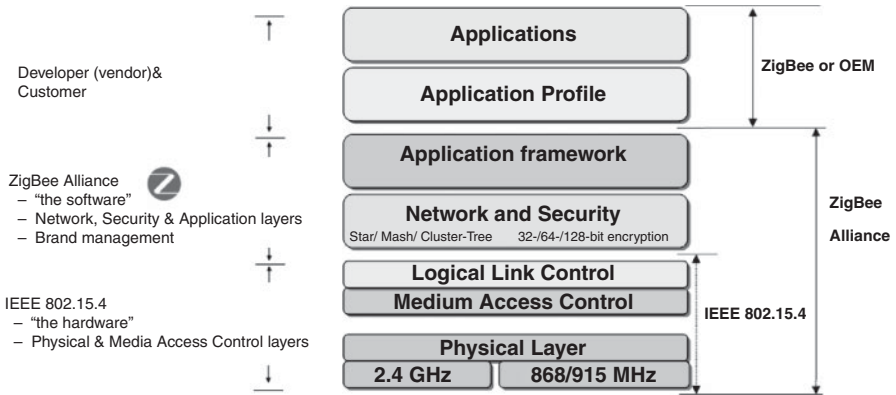 Developer (vendor)&
Customer
ZigBee Alliance
– “the software”
– Network, Security & Application layers
– Brand management
IEEE 802.15.4
– “the hardware”
– Physical & Media Access Control layers
Applications
Application Profile
Application framework
Network and Security
Star/ Mash/ Cluster-Tree 32-/64-/128-bit encryption
Logical Link Control
Medium Access Control
Physical Layer
2.4 GHz 868/915 MHz
ZigBee or OEM
ZigBee
Alliance
IEEE 802.15.4